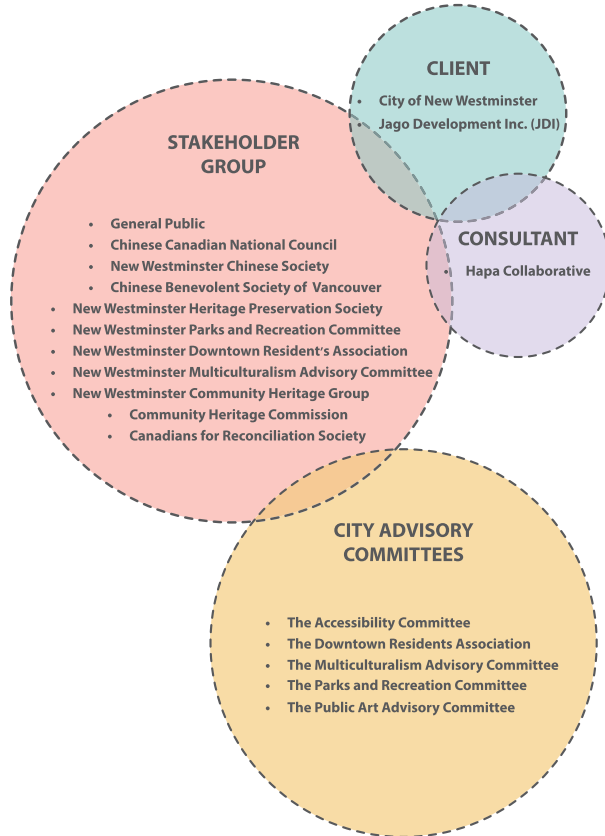 CLIENT
• City of New Westminster
• Jago Development Inc. (JDI)
STAKEHOLDER
GROUP
• General Public
• Chinese Canadian National Council
• New Westminster Chinese Society
• Chinese Benevolent Society of Vancouver
• New Westminster Heritage Preservation Society
• New Westminster Parks and Recreation Committee
• New Westminster Downtown Resident's Association
• New Westminster Multiculturalism Advisory Committee
• New Westminster Community Heritage Group
• Community Heritage Commission
• Canadians for Reconciliation Society
CONSULTANT
• Hapa Collaborative
CITY ADVISORY
COMMITTEES
• The Accessibility Committee
• The Downtown Residents Association
• The Multiculturalism Advisory Committee
• The Parks and Recreation Committee
• The Public Art Advisory Committee